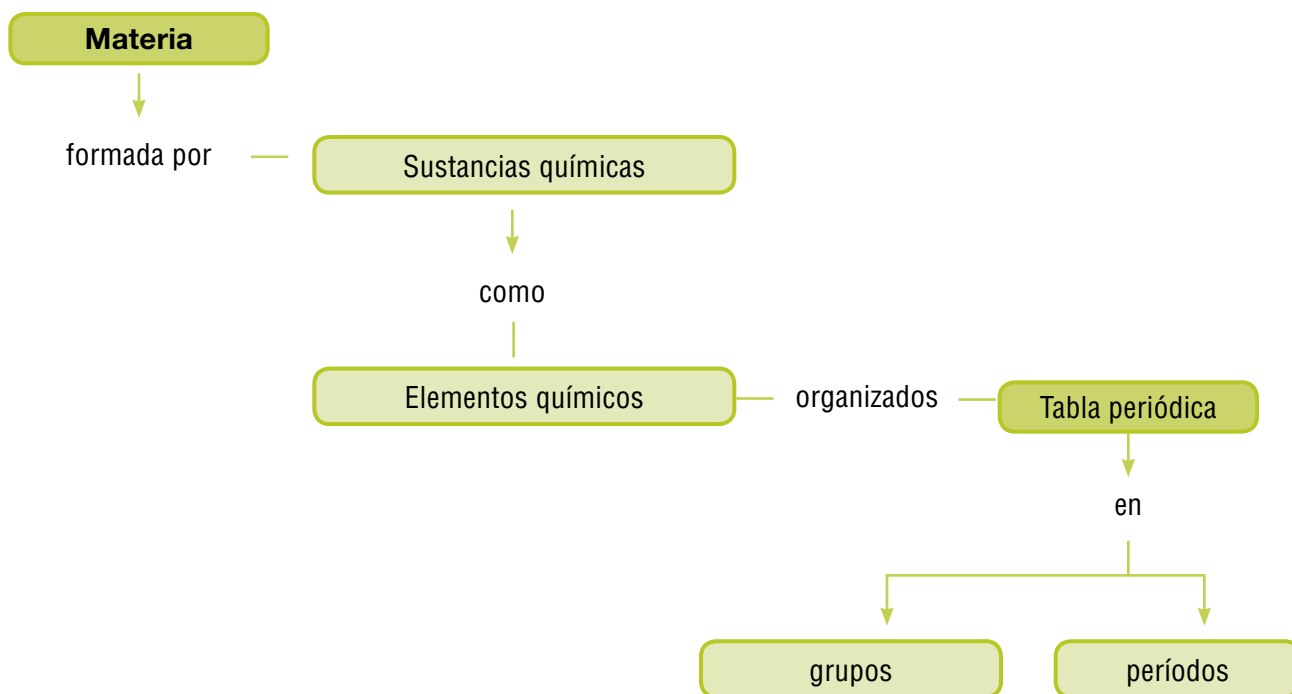 Materia
formada por
Sustancias químicas
como
Elementos químicos
organizados
Tabla periódica
en
grupos
períodos